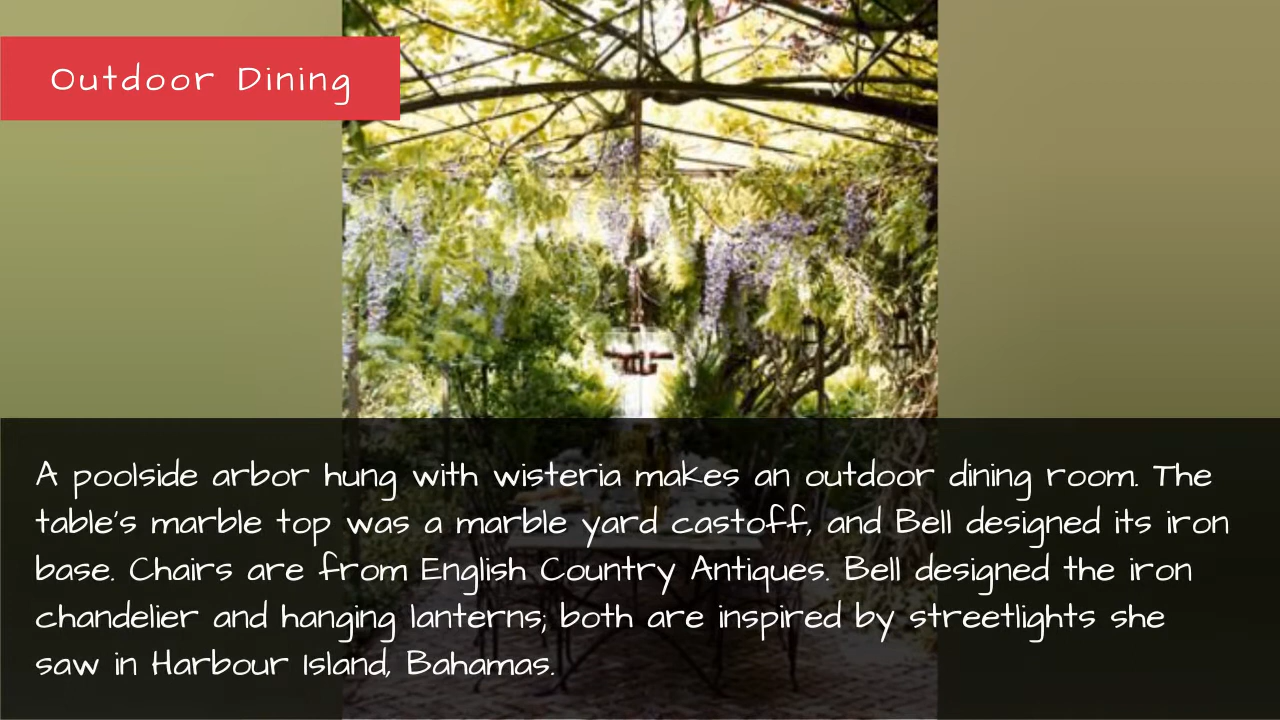 Outdoor Dining
A poolside arbor hung with wisteria makes an outdoor dining room. The
table's marble top was a marble yard castoff, and Bell designed its iron
base. Chairs are from English Country Antiques. Bell designed the iron
chandelier and hanging lanterns; both are inspired by streetlights she
saw in Harbour Island, Bahamas.